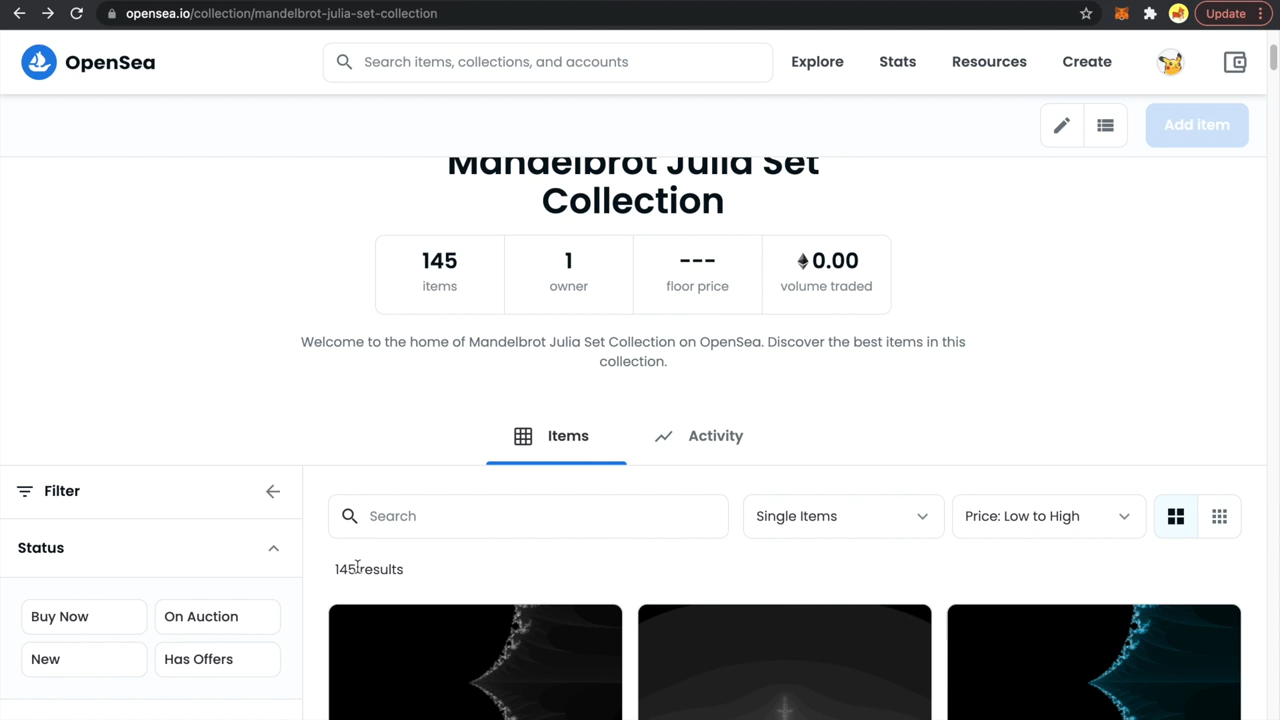 opensea.io/collection/mandelbrot-julia-set-collection
Update
OpenSea
Search items, collections, and accounts
Explore
Stats
Resources
Create
Add item
Mandelbrot Julia Set
Collection
145
items
1
owner
---
floor price
0.00
volume traded
Welcome to the home of Mandelbrot Julia Set Collection on OpenSea. Discover the best items in this
collection.
Items
Activity
Filter
Search
Single Items
Price: Low to High
Status
145 results
Buy Now
On Auction
New
Has Offers